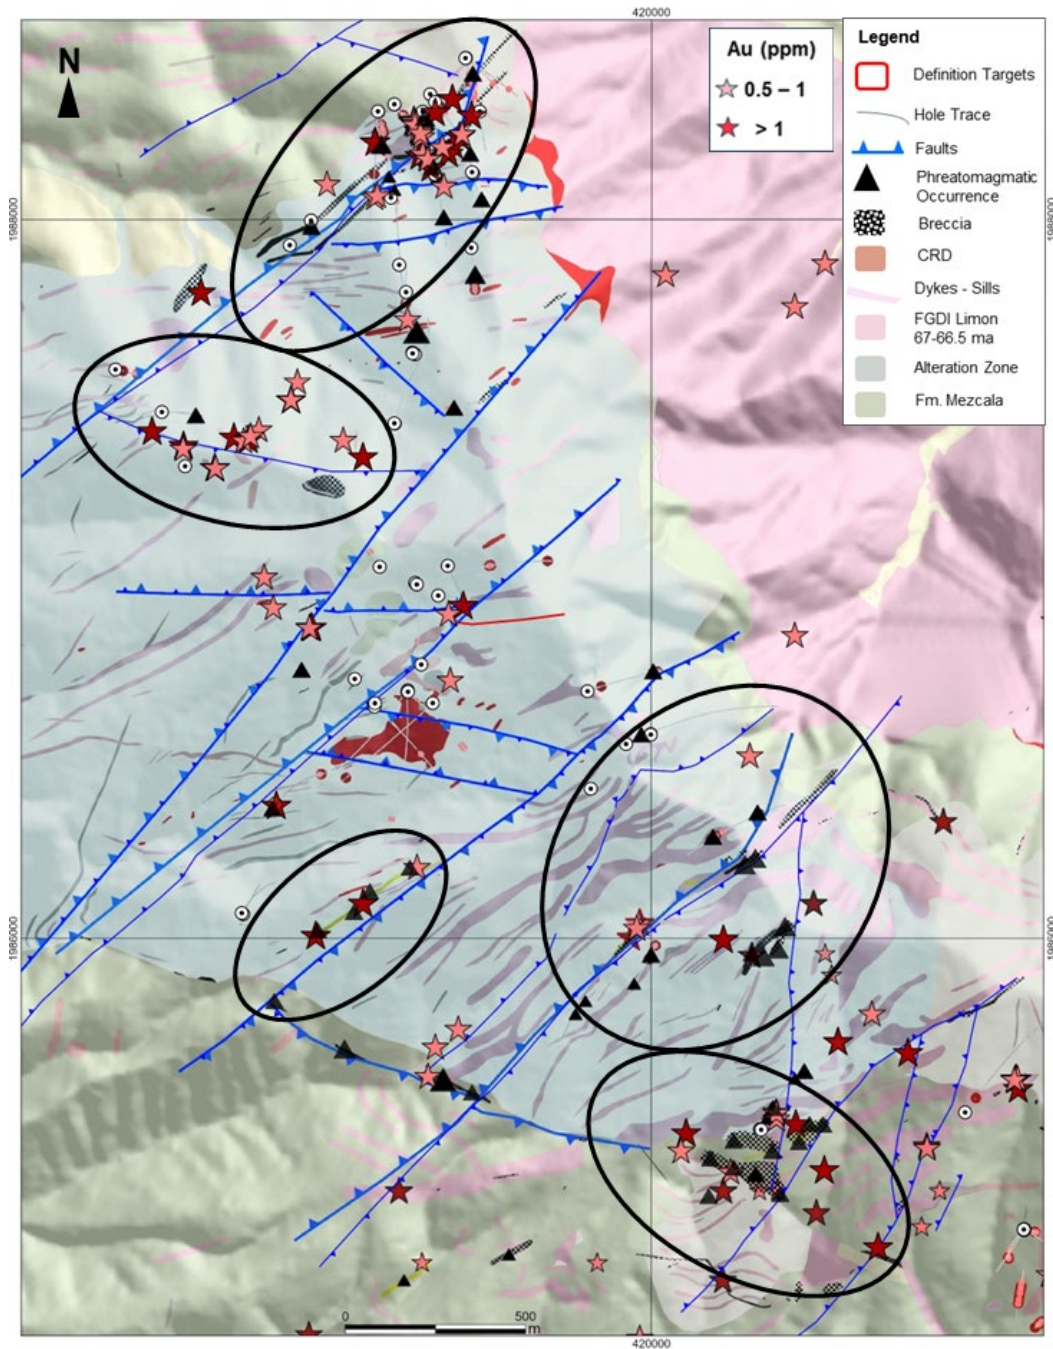 420000
N
Au (ppm)
0.5 – 1
> 1
Legend
Definition Targets
Hole Trace
Faults
Phreatomagmatic
Occurrence
Breccia
CRD
Dykes - Sills
FGDI Limon
67-66.5 ma
Alteration Zone
Fm. Mezcala
1988000
1988000
1986000
1986000
0
500
m
420000